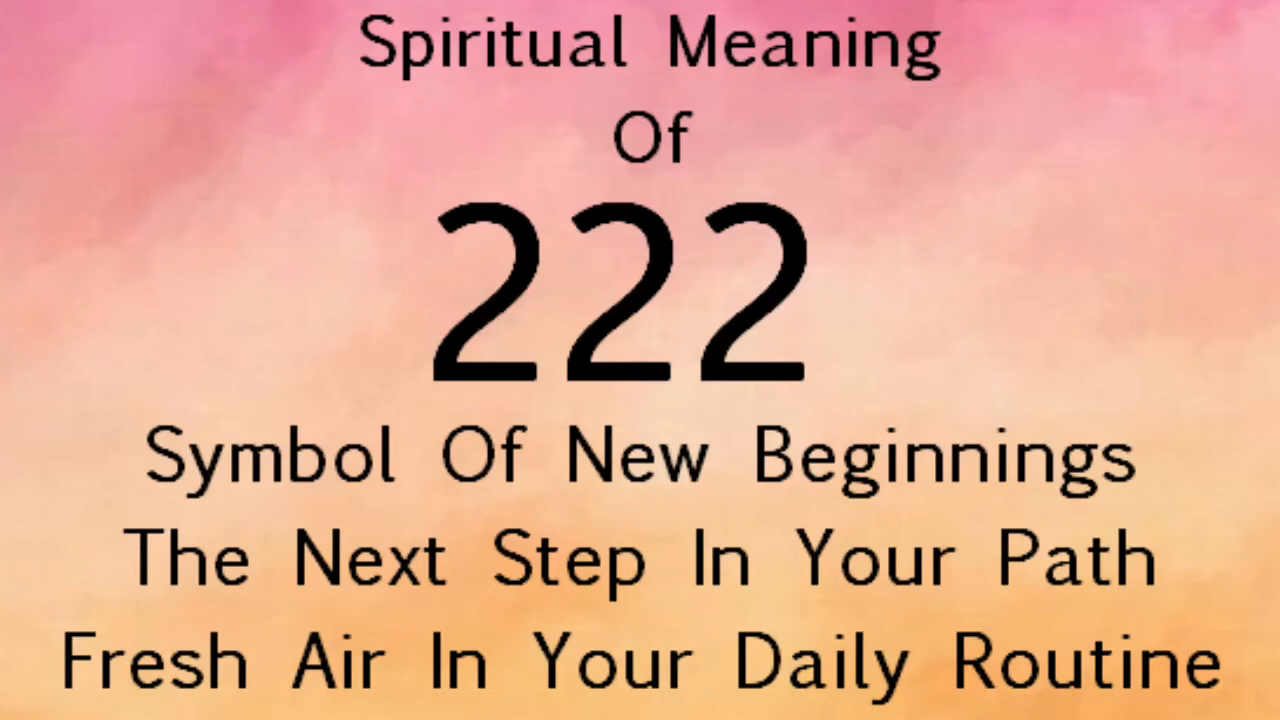 Spiritual Meaning
Of
222
Symbol Of New Beginnings
The Next Step In Your Path
Fresh Air In Your Daily Routine